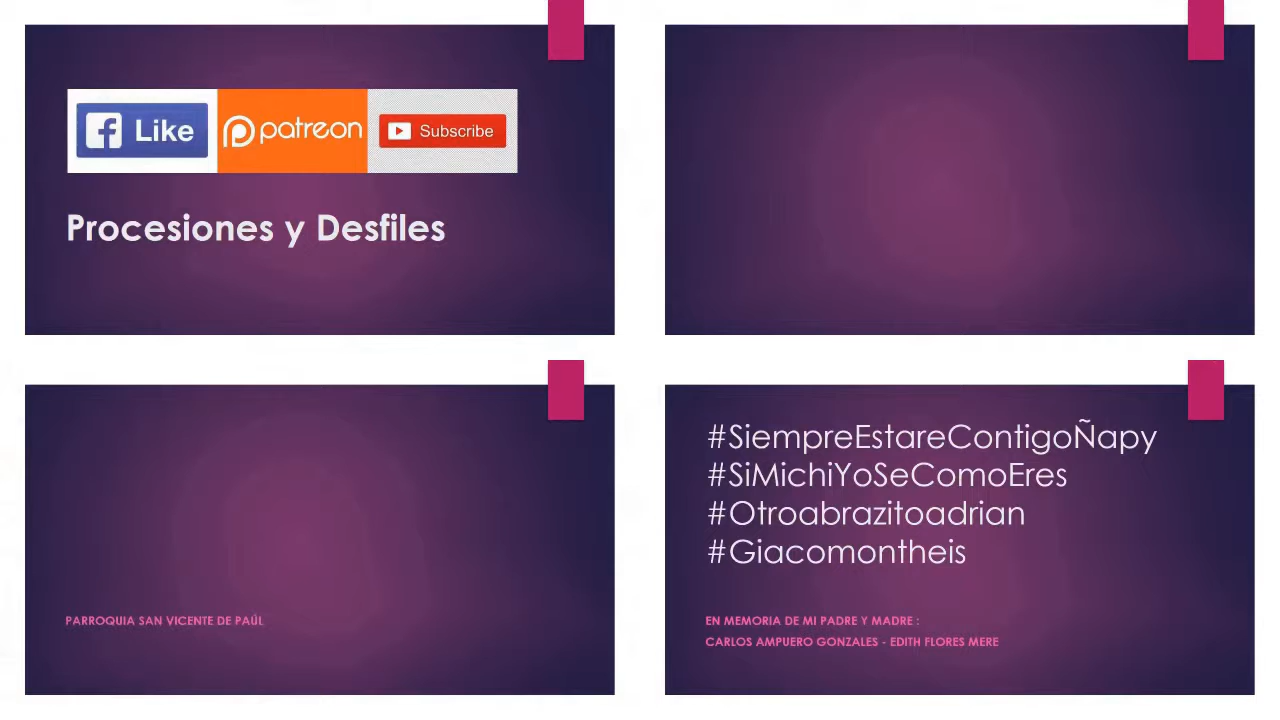 Like
patreon
Subscribe
Procesiones y Desfiles
PARROQUIA SAN VICENTE DE PAÚL
#SiempreEstareContigoÑapy
#SiMichiYoSeComoEres
#Otroabrazitoadrian
#Giacomontheis
EN MEMORIA DE MI PADRE Y MADRE :
CARLOS AMPUERO GONZALES - EDITH FLORES MERE